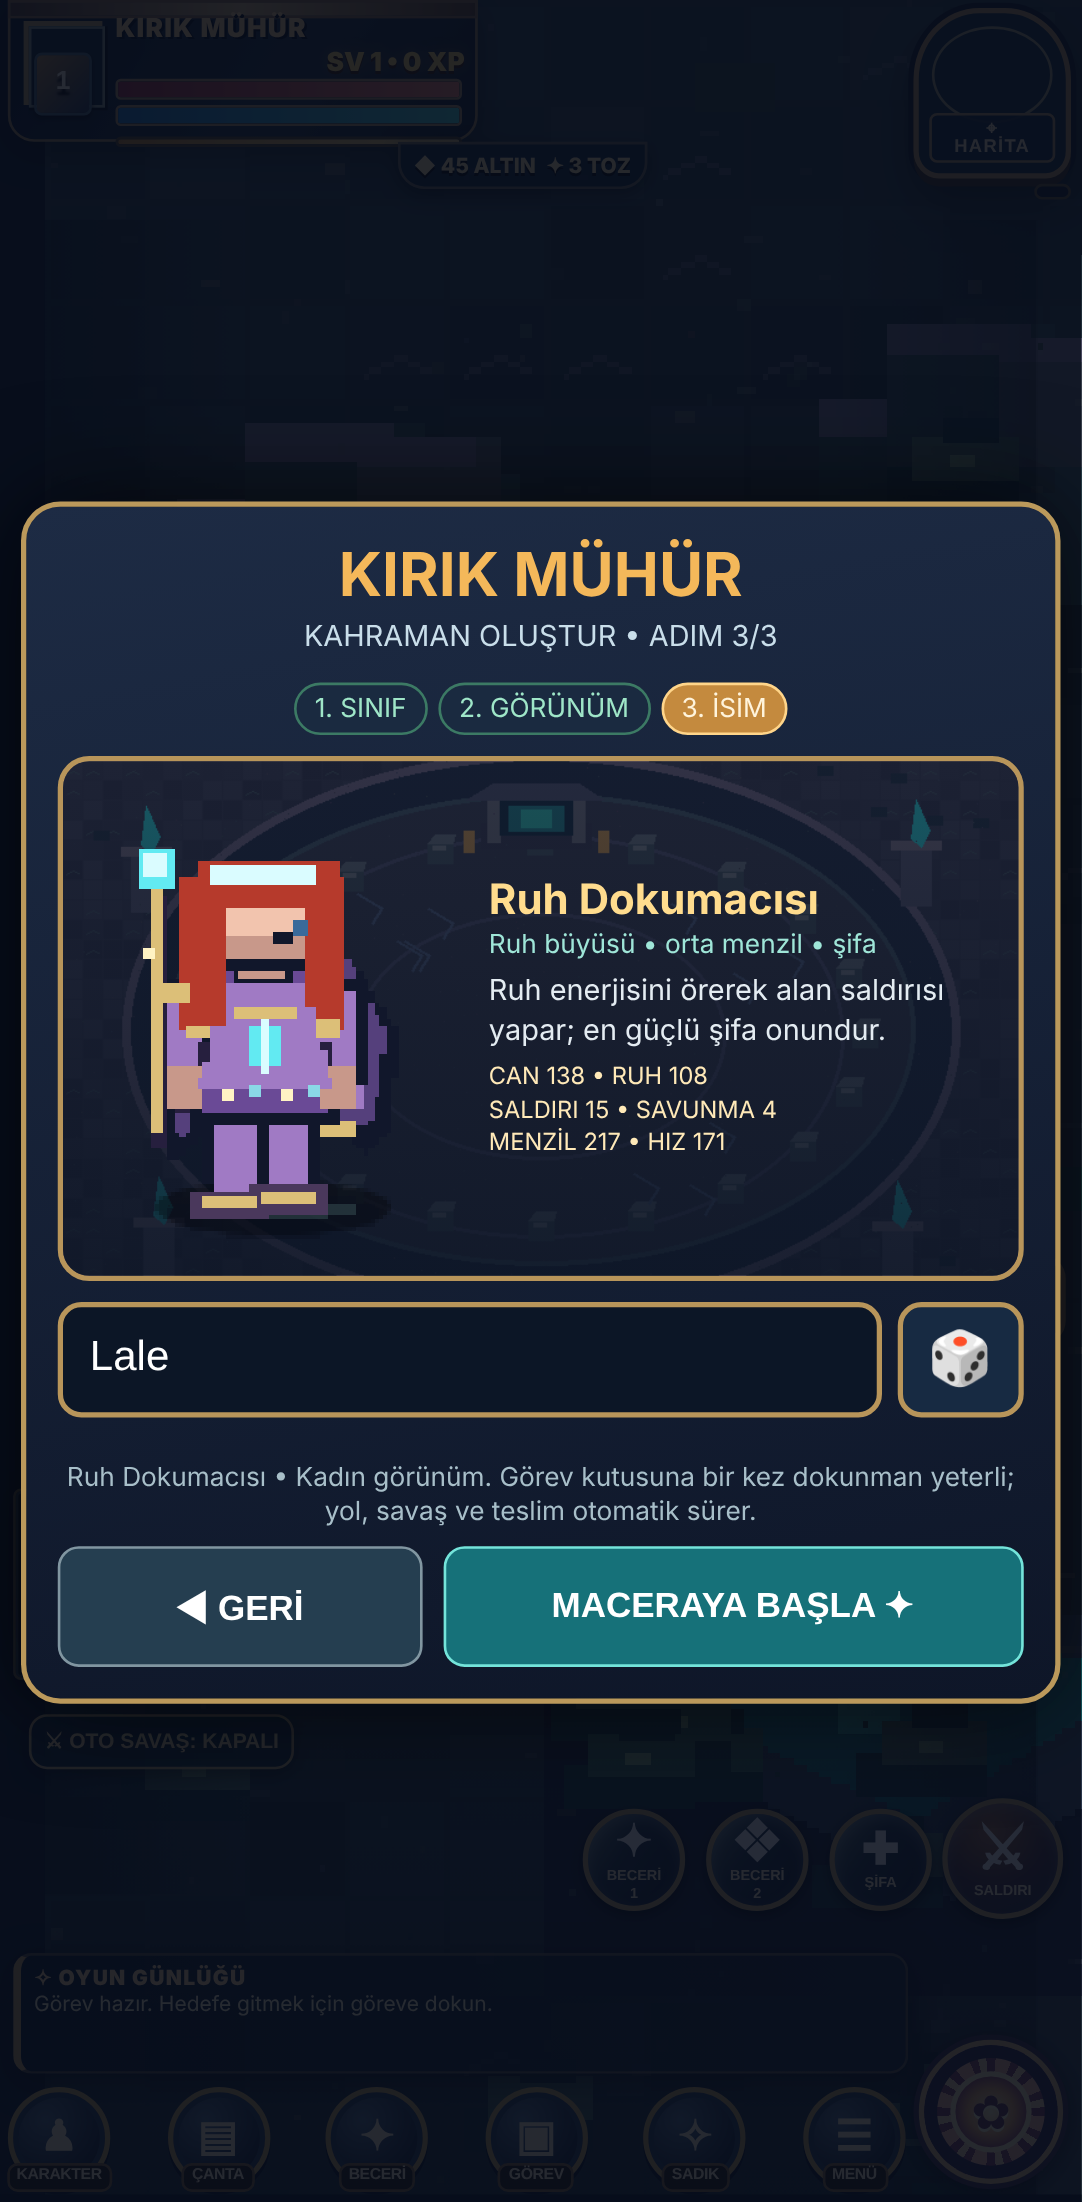 KIRIK MÜHÜR
1
SV 1 • 0 XP
◆ 45 ALTIN ✦ 3 TOZ
✦
HARİTA
KIRIK MÜHÜR
KAHRAMAN OLUŞTUR • ADIM 3/3
1. SINIF
2. GÖRÜNÜM
3. İSİM
Ruh Dokumacısı
Ruh büyüsü • orta menzil • şifa
Ruh enerjisini örerek alan saldırısı
yapar; en güçlü şifa onundur.
CAN 138 • RUH 108
SALDIRI 15 • SAVUNMA 4
MENZİL 217 • HIZ 171
Lale
Ruh Dokumacısı • Kadın görünüm. Görev kutusuna bir kez dokunman yeterli;
yol, savaş ve teslim otomatik sürer.
◀ GERİ
MACERAYA BAŞLA ✦
⚔ OTO SAVAŞ: KAPALI
BECERİ
1
BECERİ
2
ŞİFA
SALDIRI
✧ OYUN GÜNLÜĞÜ
Görev hazır. Hedefe gitmek için göreve dokun.
KARAKTER
ÇANTA
BECERİ
GÖREV
SADIK
MENÜ